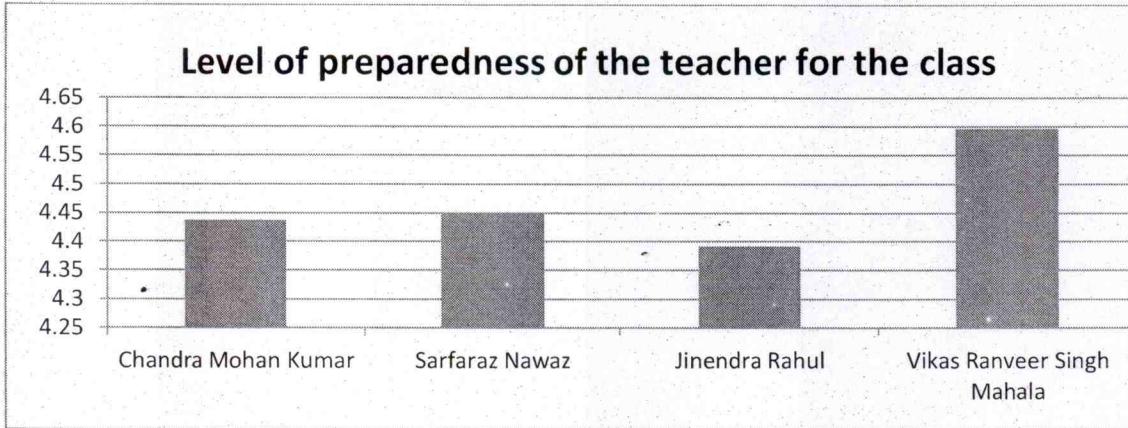 Level of preparedness of the teacher for the class
4.65
4.6
4.55
4.5
4.45
4.4
4.35
4.3
4.25
Chandra Mohan Kumar
Sarfaraz Nawaz
Jinendra Rahul
Vikas Ranveer Singh
Mahala